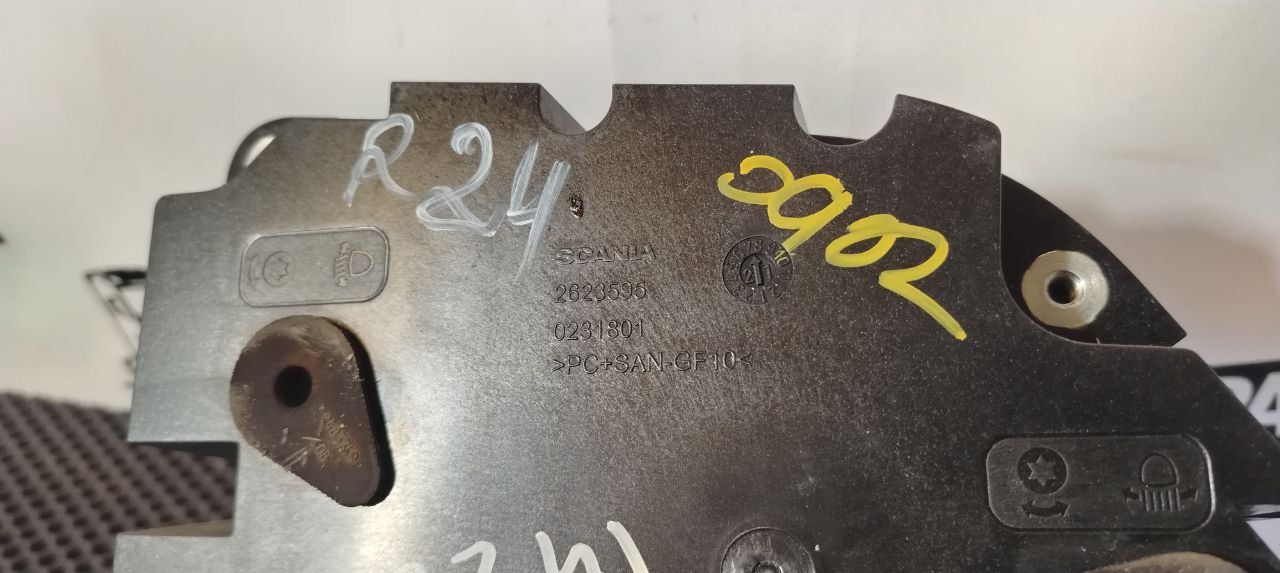 R24
2902
SCANIA
2623595
0231801
>PC+SAN-GF10<